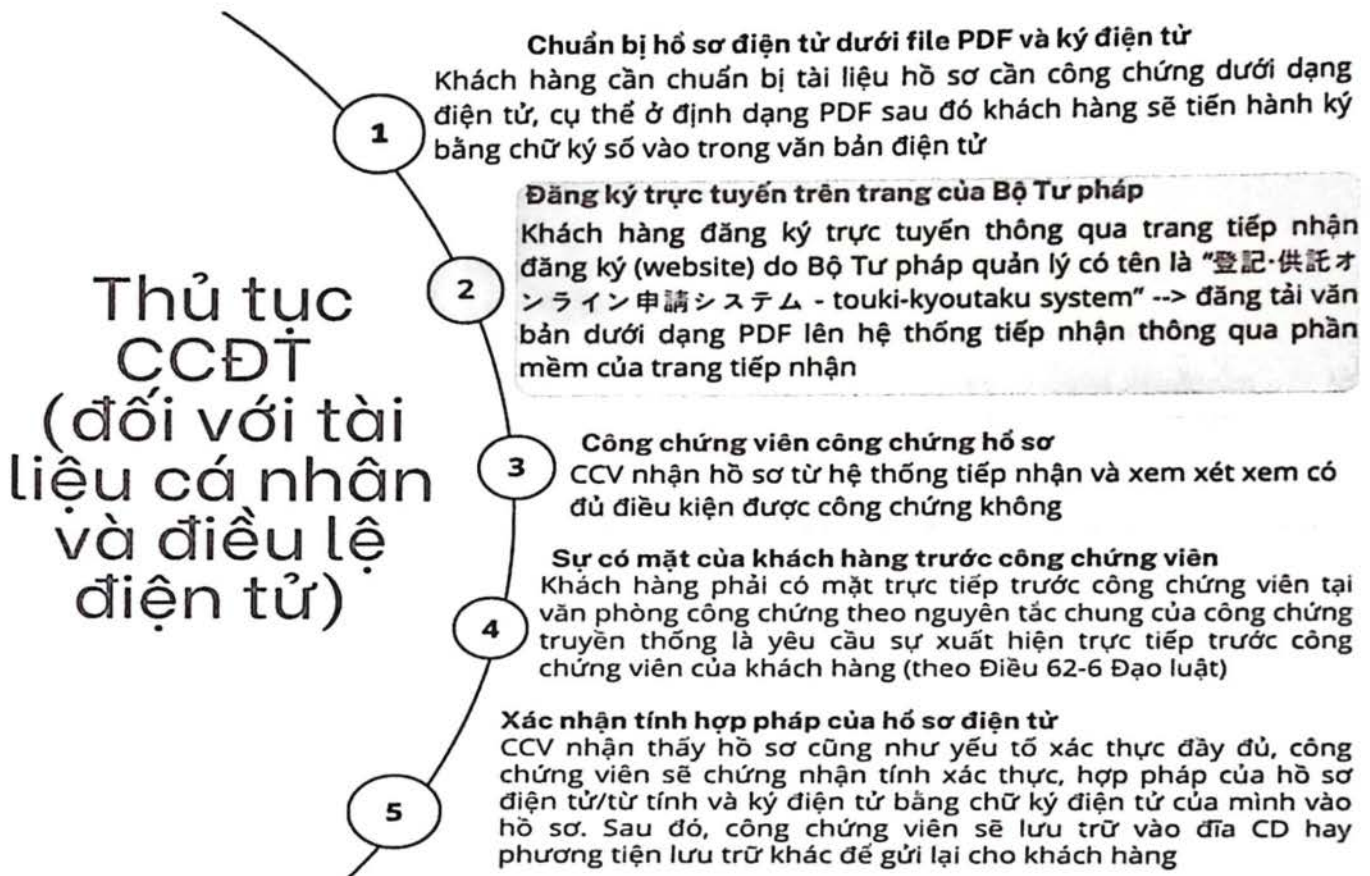 Thủ tục
CCĐT
(đối với tài
liệu cá nhân
và điều lệ
điện tử)
1
Chuẩn bị hồ sơ điện tử dưới file PDF và ký điện tử
Khách hàng cần chuẩn bị tài liệu hồ sơ cần công chứng dưới dạng
điện tử, cụ thể ở định dạng PDF sau đó khách hàng sẽ tiến hành ký
bằng chữ ký số vào trong văn bản điện tử
2
Đăng ký trực tuyến trên trang của Bộ Tư pháp
Khách hàng đăng ký trực tuyến thông qua trang tiếp nhận
đăng ký (website) do Bộ Tư pháp quản lý có tên là "登記·供託オ
ンライン申請システム - touki-kyoutaku system" --> đăng tải văn
bản dưới dạng PDF lên hệ thống tiếp nhận thông qua phần
mềm của trang tiếp nhận
3
Công chứng viên công chứng hồ sơ
CCV nhận hồ sơ từ hệ thống tiếp nhận và xem xét xem có
đủ điều kiện được công chứng không
4
Sự có mặt của khách hàng trước công chứng viên
Khách hàng phải có mặt trực tiếp trước công chứng viên tại
văn phòng công chứng theo nguyên tắc chung của công chứng
truyền thống là yêu cầu sự xuất hiện trực tiếp trước công
chứng viên của khách hàng (theo Điều 62-6 Đạo luật)
5
Xác nhận tính hợp pháp của hồ sơ điện tử
CCV nhận thấy hồ sơ cũng như yếu tố xác thực đầy đủ, công
chứng viên sẽ chứng nhận tính xác thực, hợp pháp của hồ sơ
điện tử/từ tính và ký điện tử bằng chữ ký điện tử của mình vào
hồ sơ. Sau đó, công chứng viên sẽ lưu trữ vào đĩa CD hay
phương tiện lưu trữ khác để gửi lại cho khách hàng